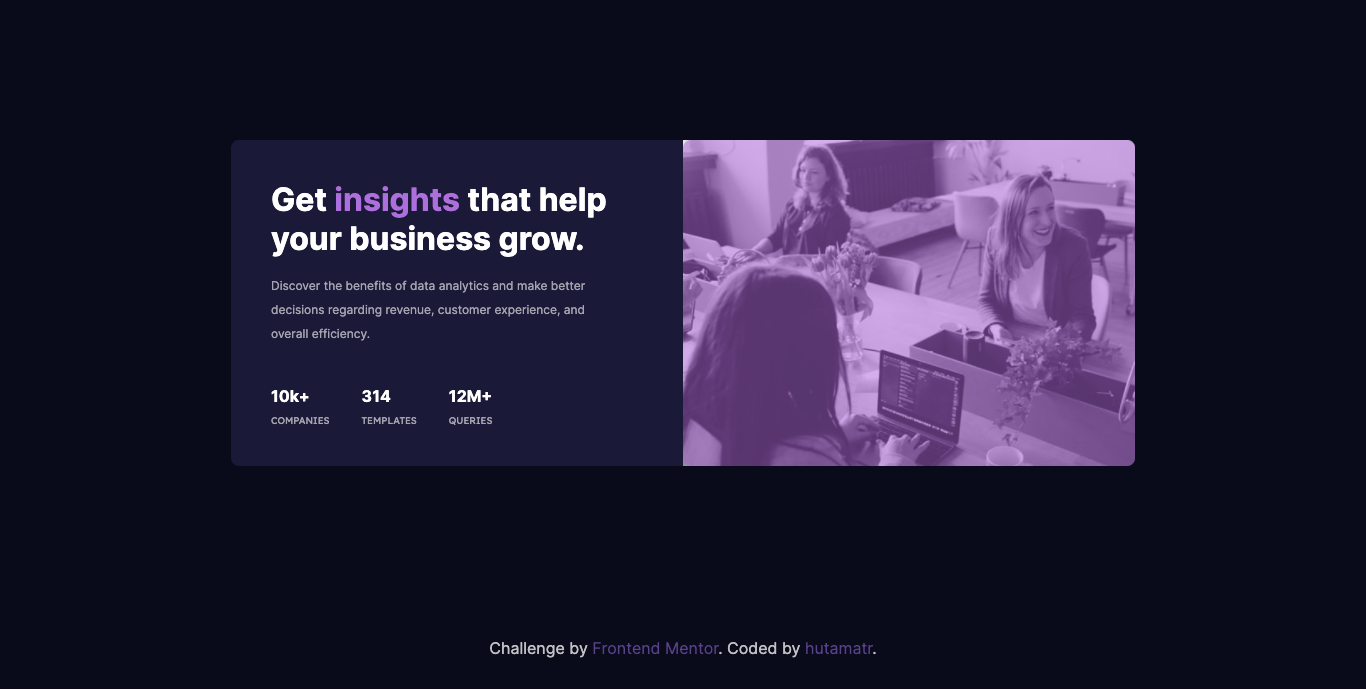 Get insights that help
your business grow.
Discover the benefits of data analytics and make better
decisions regarding revenue, customer experience, and
overall efficiency.
10k+ 314 12M+
COMPANIES TEMPLATES QUERIES
Challenge by Frontend Mentor. Coded by hutamatr.